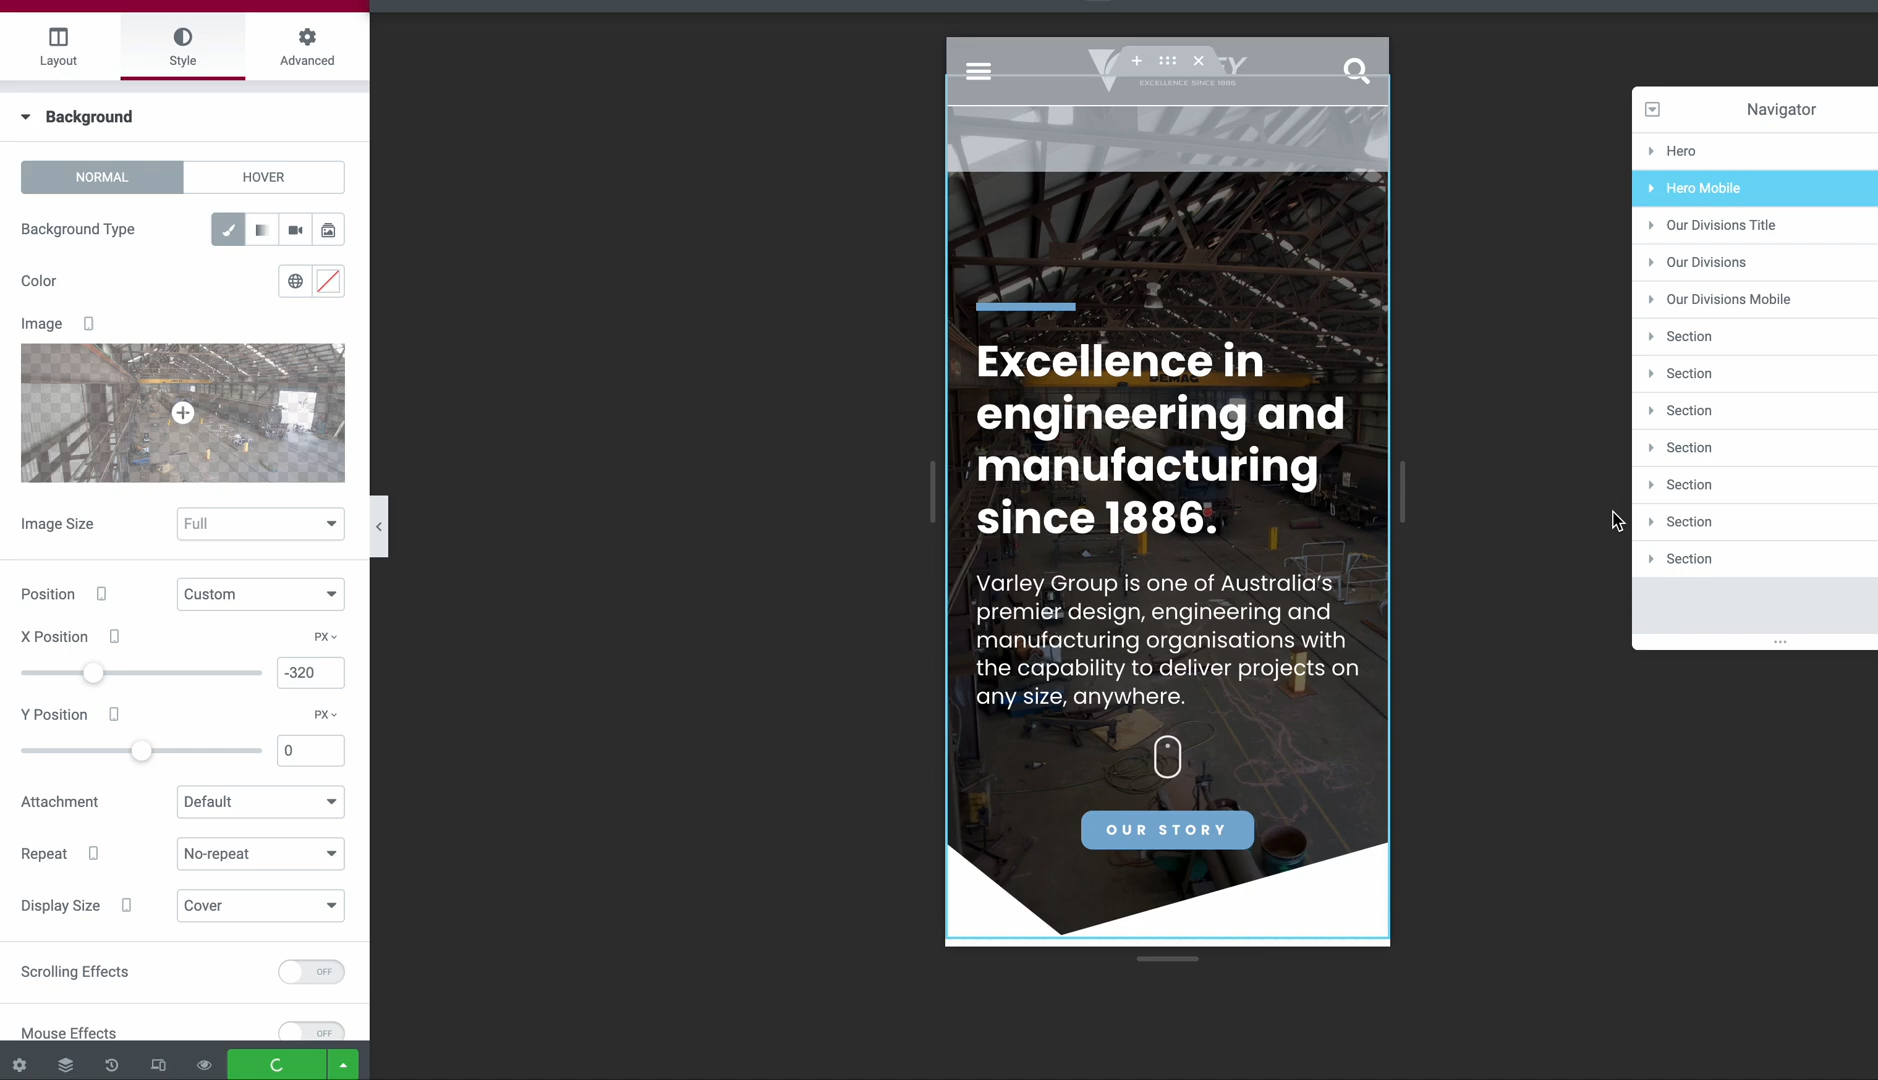 Layout
Style
Advanced
Background
NORMAL
HOVER
Background Type
Color
Image
Image Size
Full
Position
Custom
X Position
PX
-320
Y Position
PX
0
Attachment
Default
Repeat
No-repeat
Display Size
Cover
Scrolling Effects
OFF
Mouse Effects
OFF
EXCELLENCE SINCE 1886
DEMAG
Excellence in
engineering and
manufacturing
since 1886.
Varley Group is one of Australia's
premier design, engineering and
manufacturing organisations with
the capability to deliver projects on
any size, anywhere.
OUR STORY
Navigator
Hero
Hero Mobile
Our Divisions Title
Our Divisions
Our Divisions Mobile
Section
Section
Section
Section
Section
Section
Section